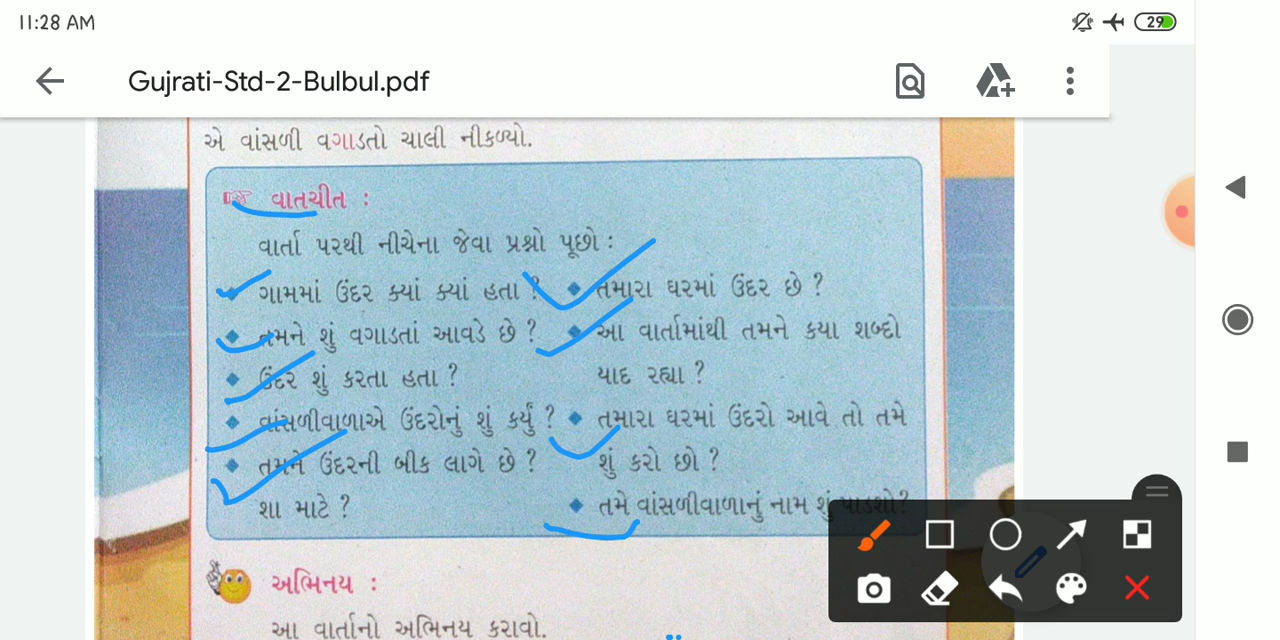 11:28 AM
29
Gujrati-Std-2-Bulbul.pdf
એ વાંસળી વગાડતો ચાલી નીકળ્યો.
વાતચીત :
વાર્તા પરથી નીચેના જેવા પ્રશ્નો પૂછો :
ગામમાં ઉંદર ક્યાં ક્યાં હતા ?
તમને શું વગાડતાં આવડે છે ?
ઉંદર શું કરતા હતા ?
વાંસળીવાળાએ ઉંદરોનું શું કર્યું ?
તમને ઉંદરની બીક લાગે છે ?
શા માટે ?
તમારા ઘરમાં ઉંદર છે ?
આ વાર્તામાંથી તમને કયા શબ્દો
યાદ રહ્યા ?
તમારા ઘરમાં ઉંદરો આવે તો તમે
શું કરો છો ?
તમે વાંસળીવાળાનું નામ શું પાડશો?
અભિનય :
આ વાર્તાનો અભિનય કરાવો.